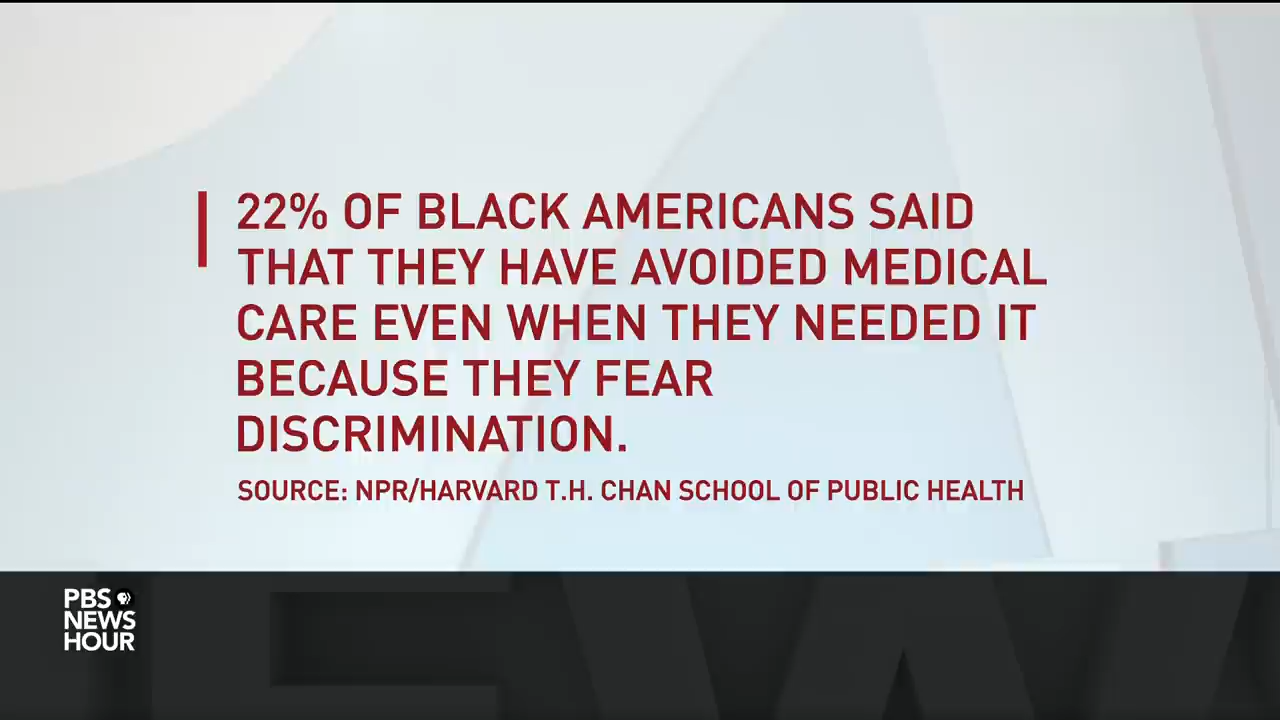 22% OF BLACK AMERICANS SAID
THAT THEY HAVE AVOIDED MEDICAL
CARE EVEN WHEN THEY NEEDED IT
BECAUSE THEY FEAR
DISCRIMINATION.
SOURCE: NPR/HARVARD T.H. CHAN SCHOOL OF PUBLIC HEALTH
PBS
NEWS
HOUR